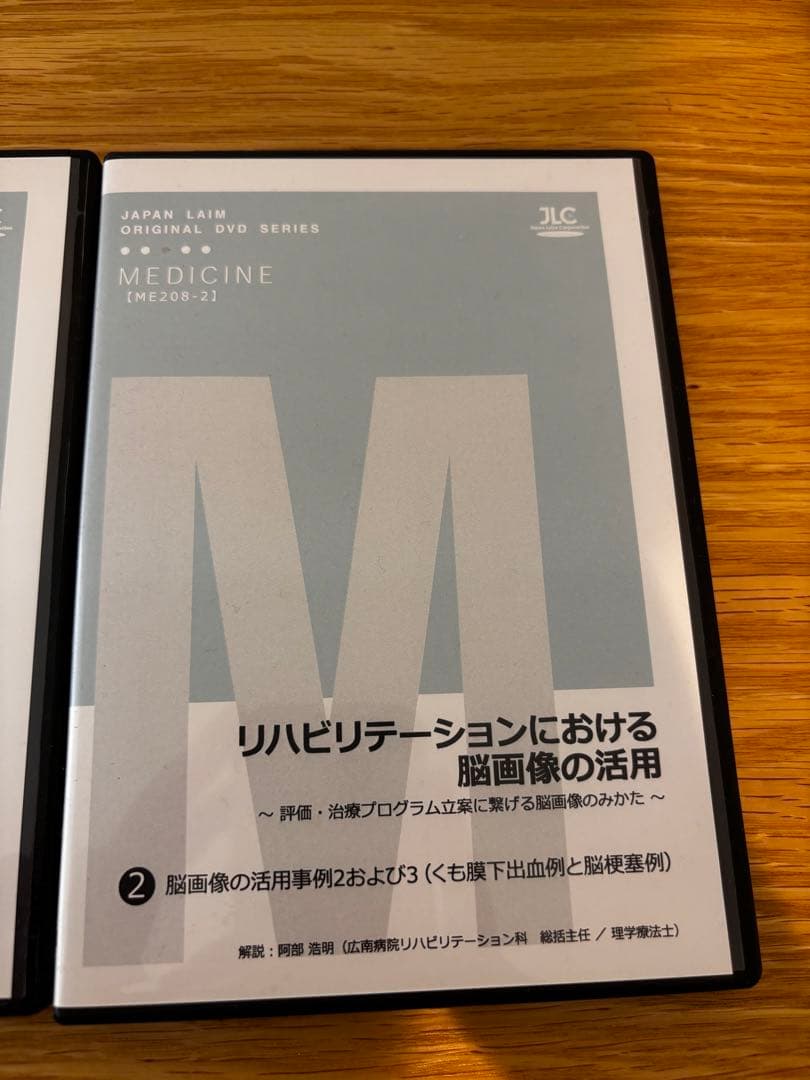 JAPAN LAIM
ORIGINAL DVD SERIES
JLC
Japan Laim Corporation
MEDICINE
【ME208-2】
M
リハビリテーションにおける
脳画像の活用
～ 評価・治療プログラム立案に繋げる脳画像のみかた ～
❷ 脳画像の活用事例2および3（くも膜下出血例と脳梗塞例）
解説：阿部 浩明（広南病院リハビリテーション科　総括主任 / 理学療法士）